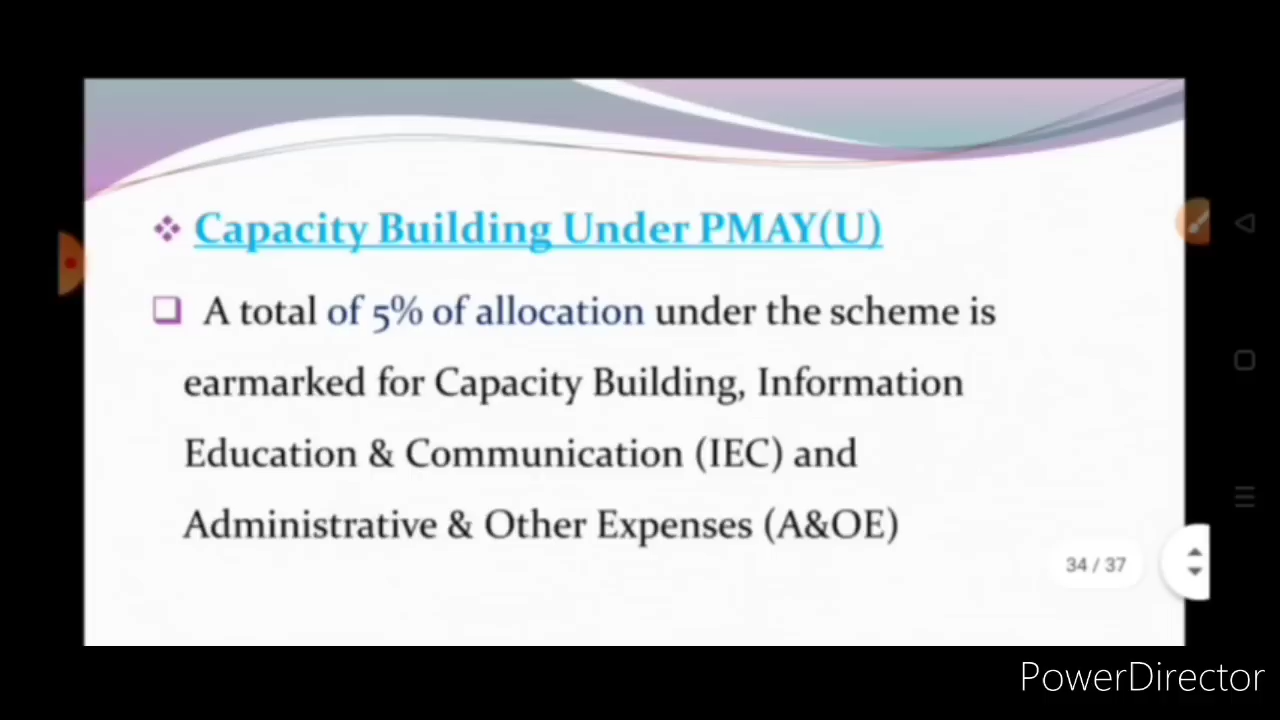 Capacity Building Under PMAY(U)
A total of 5% of allocation under the scheme is
earmarked for Capacity Building, Information
Education & Communication (IEC) and
Administrative & Other Expenses (A&OE)
34 / 37
PowerDirector